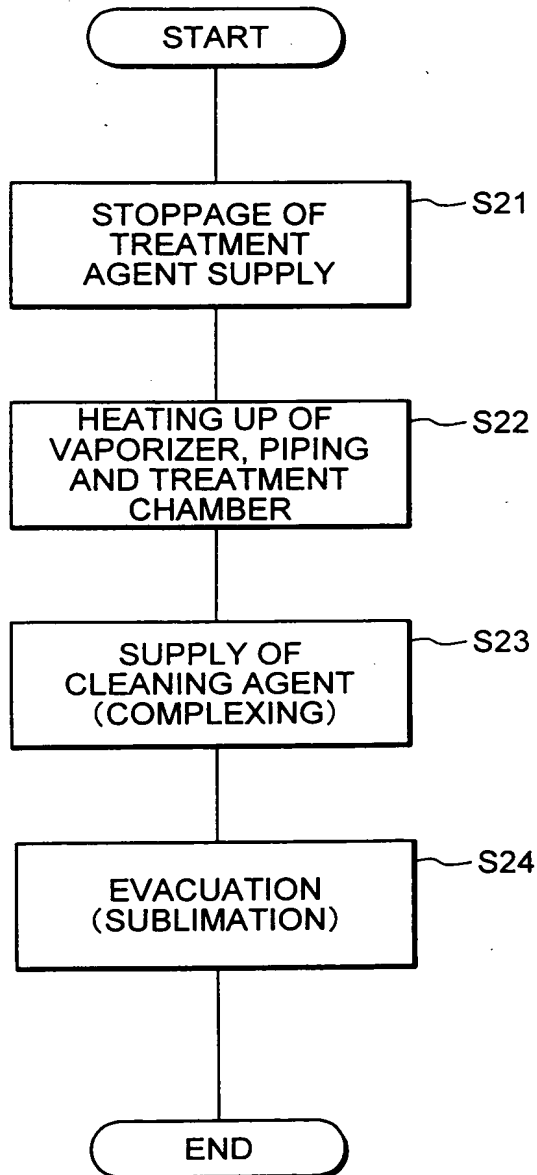 START
STOPPAGE OF
TREATMENT
AGENT SUPPLY
S21
HEATING UP OF
VAPORIZER, PIPING
AND TREATMENT
CHAMBER
S22
SUPPLY OF
CLEANING AGENT
(COMPLEXING)
S23
EVACUATION
(SUBLIMATION)
S24
END